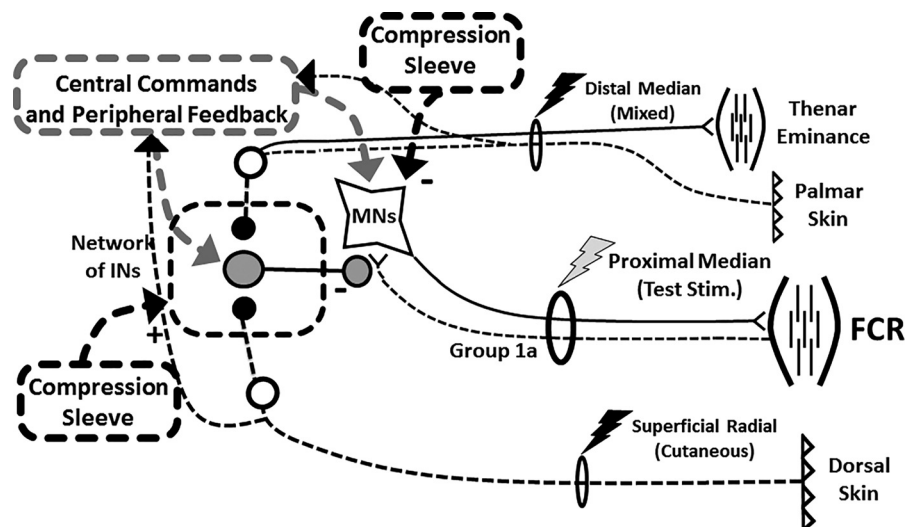 Compression
Sleeve
Central Commands
and Peripheral Feedback
Distal Median
(Mixed)
Thenar
Eminance
-
MNs
Palmar
Skin
Network
of INs
Proximal Median
(Test Stim.)
-
Group 1a
FCR
+
Compression
Sleeve
Superficial Radial
(Cutaneous)
Dorsal
Skin